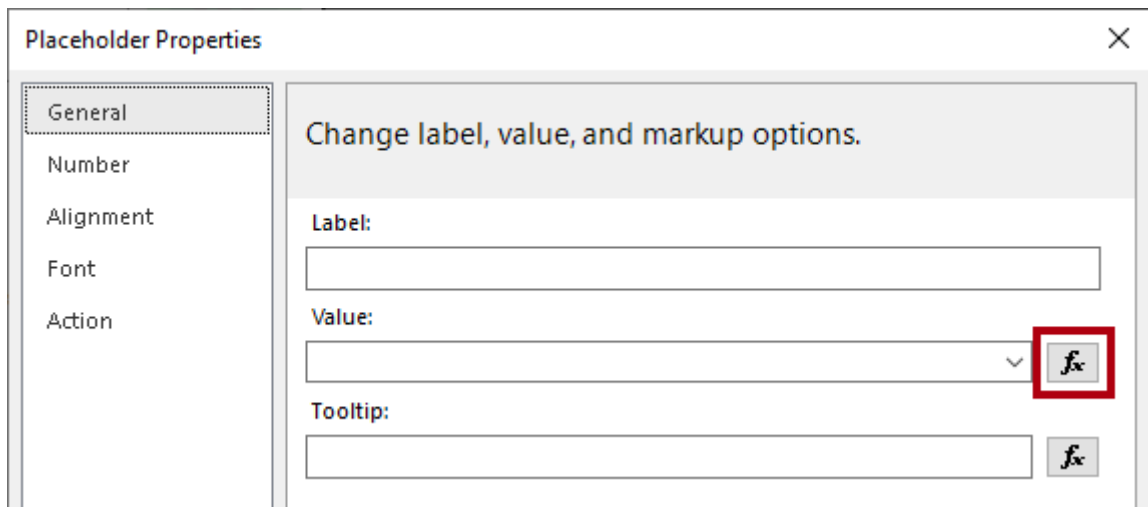 Placeholder Properties
General
Number
Alignment
Font
Action
Change label, value, and markup options.
Label:
Value:
fx
Tooltip:
fx